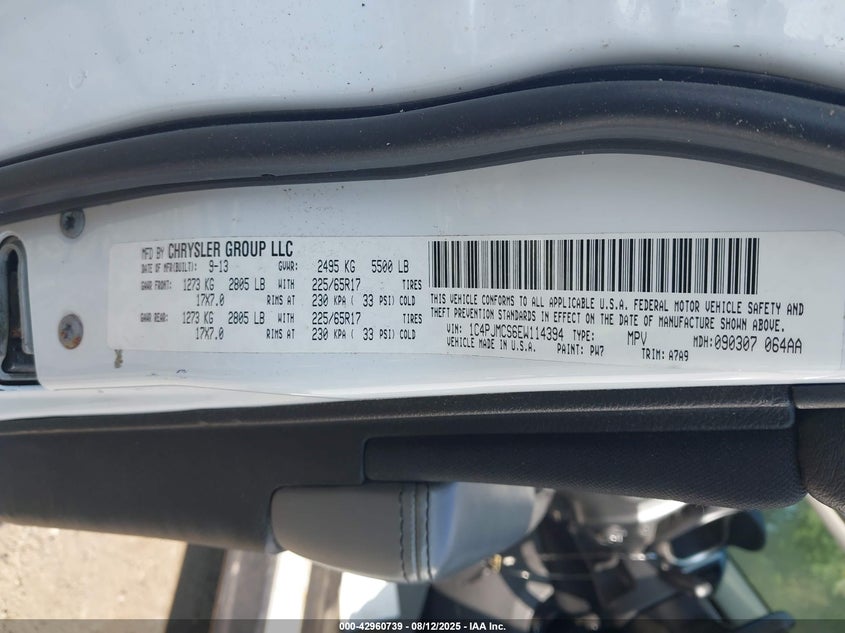 MFD BY CHRYSLER GROUP LLC
DATE OF MFR(BUILT): 9-13 GVWR: 2495 KG 5500 LB
GAWR FRONT: 1273 KG 2805 LB WITH 225/65R17 TIRES
17X7.0 RIMS AT 230 KPA ( 33 PSI) COLD
GAWR REAR: 1273 KG 2805 LB WITH 225/65R17 TIRES
17X7.0 RIMS AT 230 KPA ( 33 PSI) COLD
THIS VEHICLE CONFORMS TO ALL APPLICABLE U.S.A. FEDERAL MOTOR VEHICLE SAFETY AND
THEFT PREVENTION STANDARDS IN EFFECT ON THE DATE OF MANUFACTURE SHOWN ABOVE.
VIN: 1C4PJMCS6EW114394 TYPE: MPV MDH: 090307 064AA
VEHICLE MADE IN U.S.A. PAINT: PW7 TRIM: A7A9
000-42960739 - 08/12/2025 - IAA Inc.